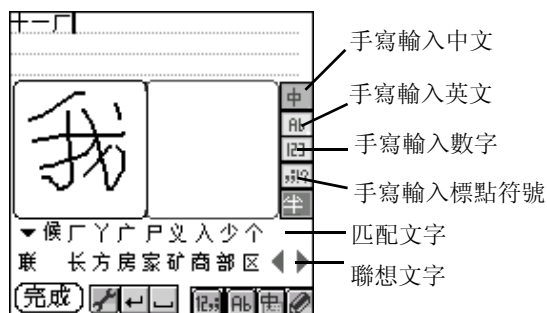 十一厂
手寫輸入中文
中
我
手寫輸入英文
Ab
手寫輸入數字
123
手寫輸入標點符號
半
▼候厂丫广尸义入少个
匹配文字
联 长方房家矿商部区
聯想文字
完成 Ab 中